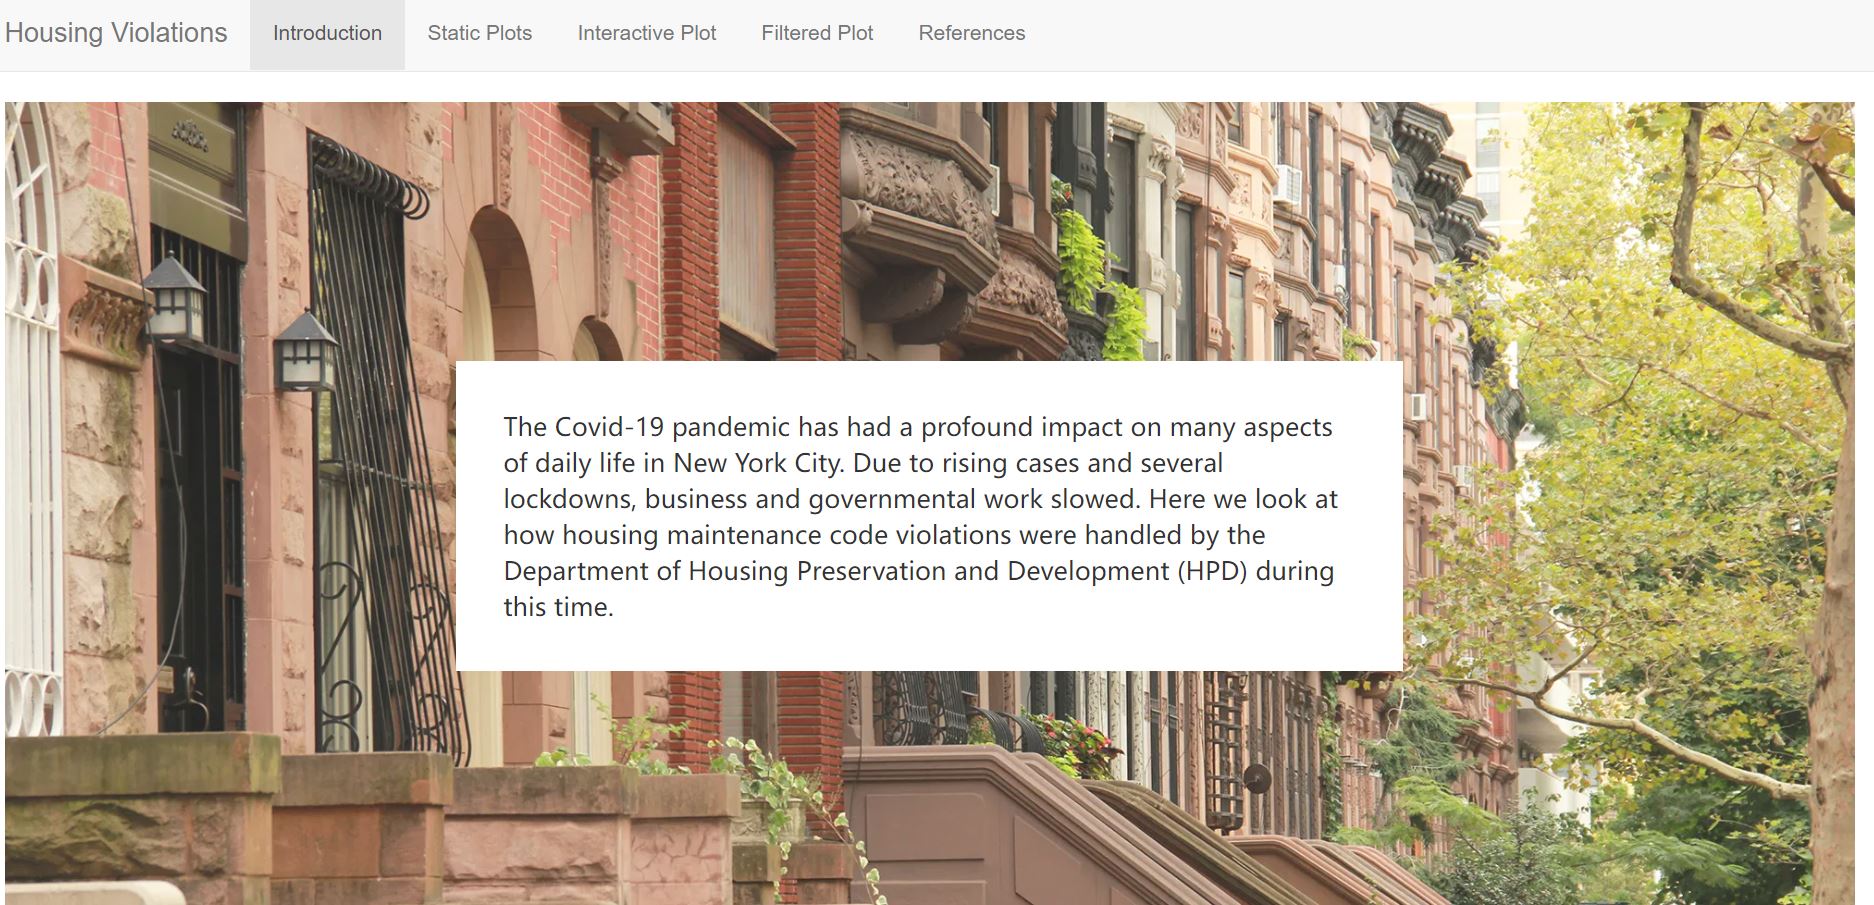 Housing Violations Introduction Static Plots Interactive Plot Filtered Plot References
The Covid-19 pandemic has had a profound impact on many aspects
of daily life in New York City. Due to rising cases and several
lockdowns, business and governmental work slowed. Here we look at
how housing maintenance code violations were handled by the
Department of Housing Preservation and Development (HPD) during
this time.